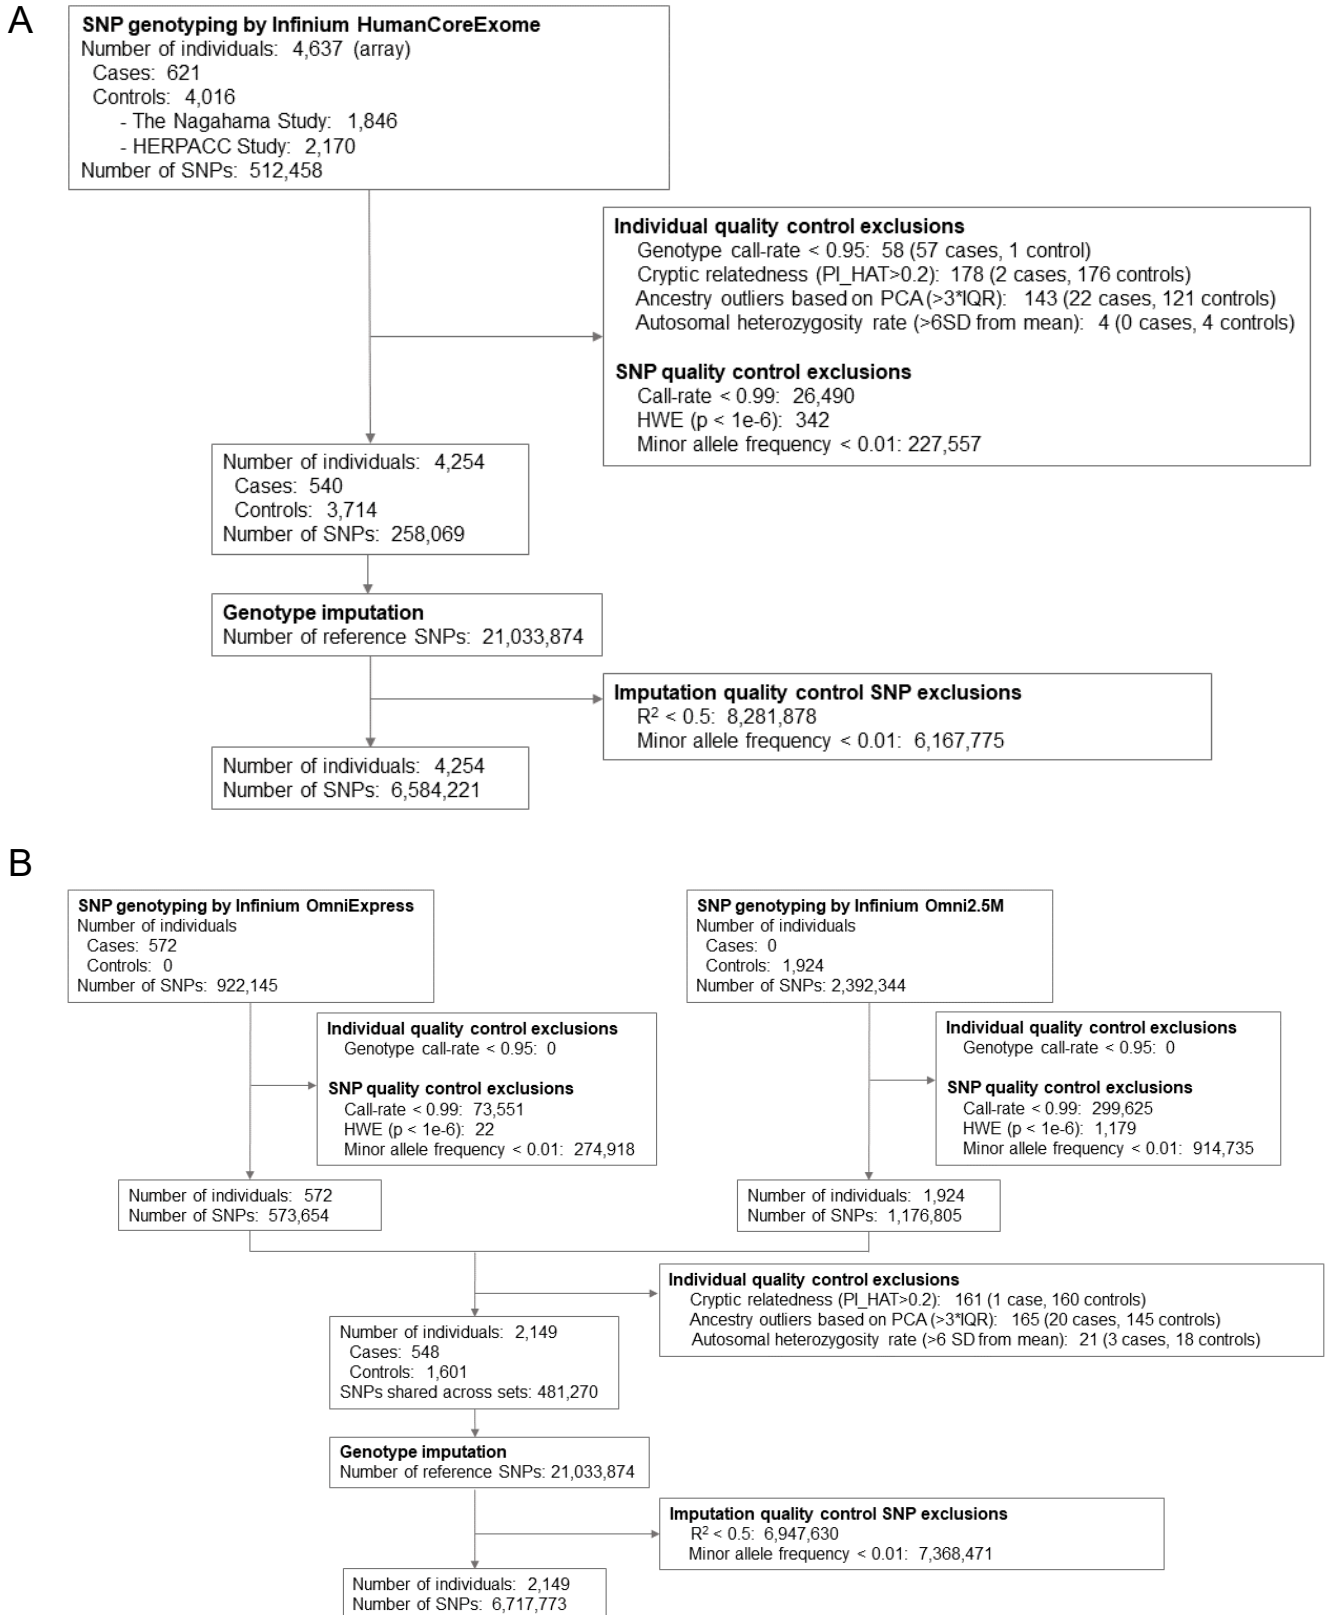 A
SNP genotyping by Infinium HumanCoreExome
Number of individuals: 4,637 (array)
Cases: 621
Controls: 4,016
- The Nagahama Study: 1,846
- HERPACC Study: 2,170
Number of SNPs: 512,458
Individual quality control exclusions
Genotype call-rate < 0.95: 58 (57 cases, 1 control)
Cryptic relatedness (PI_HAT>0.2): 178 (2 cases, 176 controls)
Ancestry outliers based on PCA (>3*IQR): 143 (22 cases, 121 controls)
Autosomal heterozygosity rate (>6SD from mean): 4 (0 cases, 4 controls)
SNP quality control exclusions
Call-rate < 0.99: 26,490
HWE (p < 1e-6): 342
Minor allele frequency < 0.01: 227,557
Number of individuals: 4,254
Cases: 540
Controls: 3,714
Number of SNPs: 258,069
Genotype imputation
Number of reference SNPs: 21,033,874
Imputation quality control SNP exclusions
R² < 0.5: 8,281,878
Minor allele frequency < 0.01: 6,167,775
Number of individuals: 4,254
Number of SNPs: 6,584,221
B
SNP genotyping by Infinium OmniExpress
Number of individuals
Cases: 572
Controls: 0
Number of SNPs: 922,145
SNP genotyping by Infinium Omni2.5M
Number of individuals
Cases: 0
Controls: 1,924
Number of SNPs: 2,392,344
Individual quality control exclusions
Genotype call-rate < 0.95: 0
SNP quality control exclusions
Call-rate < 0.99: 73,551
HWE (p < 1e-6): 22
Minor allele frequency < 0.01: 274,918
Individual quality control exclusions
Genotype call-rate < 0.95: 0
SNP quality control exclusions
Call-rate < 0.99: 299,625
HWE (p < 1e-6): 1,179
Minor allele frequency < 0.01: 914,735
Number of individuals: 572
Number of SNPs: 573,654
Number of individuals: 1,924
Number of SNPs: 1,176,805
Individual quality control exclusions
Cryptic relatedness (PI_HAT>0.2): 161 (1 case, 160 controls)
Ancestry outliers based on PCA (>3*IQR): 165 (20 cases, 145 controls)
Autosomal heterozygosity rate (>6 SD from mean): 21 (3 cases, 18 controls)
Number of individuals: 2,149
Cases: 548
Controls: 1,601
SNPs shared across sets: 481,270
Genotype imputation
Number of reference SNPs: 21,033,874
Imputation quality control SNP exclusions
R² < 0.5: 6,947,630
Minor allele frequency < 0.01: 7,368,471
Number of individuals: 2,149
Number of SNPs: 6,717,773